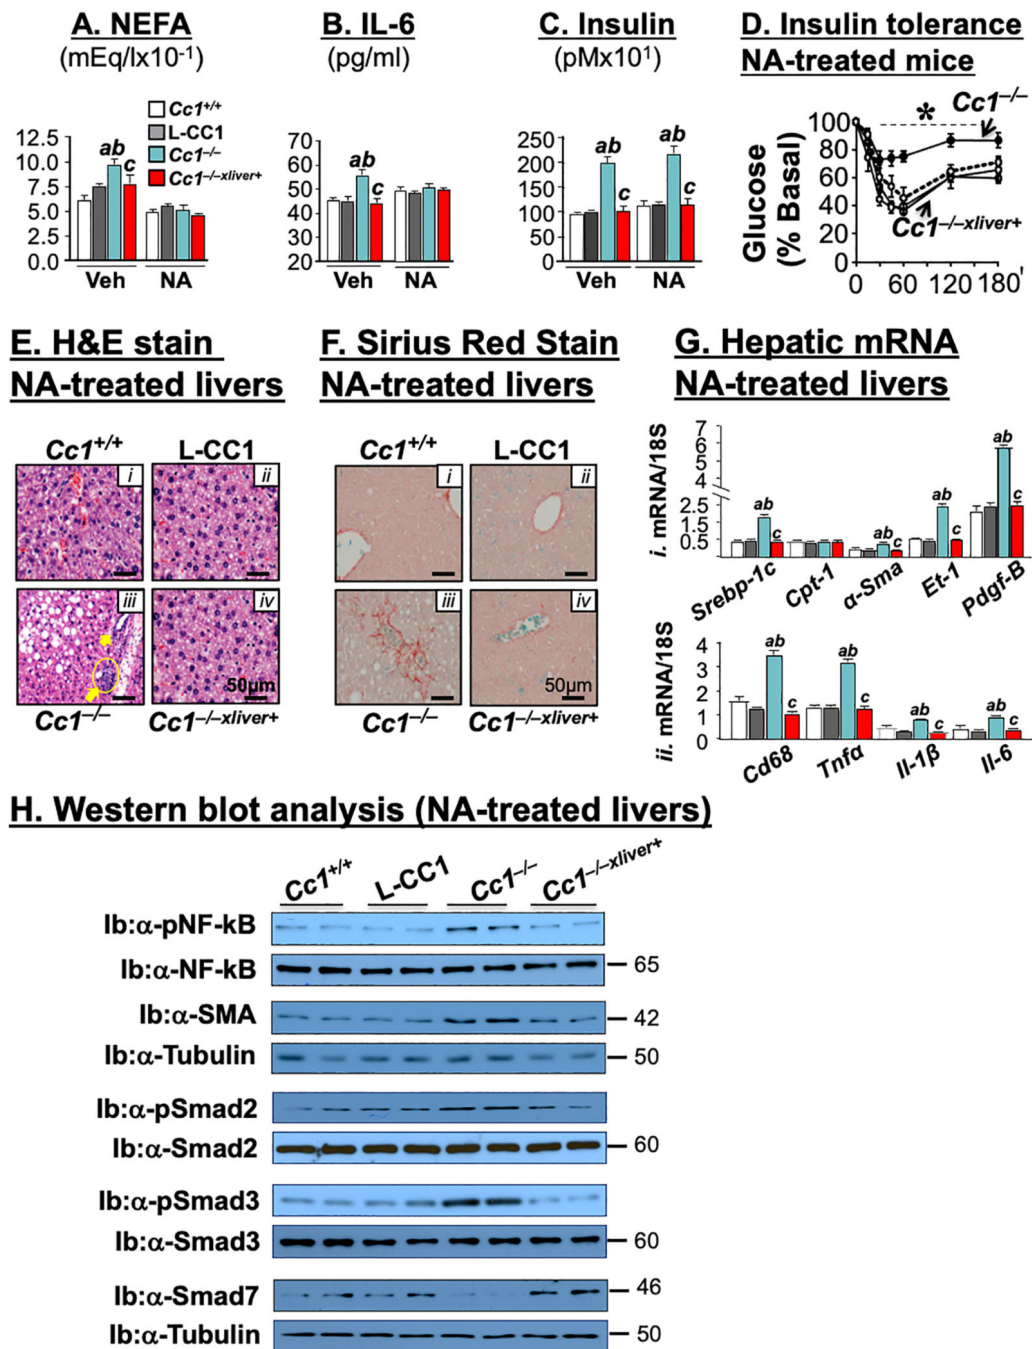 A. NEFA
(mEq/lx10⁻¹)
B. IL-6
(pg/ml)
C. Insulin
(pMx10¹)
D. Insulin tolerance
NA-treated mice
Cc1⁺/⁺
L-CC1
Cc1⁻/⁻
Cc1⁻/⁻xliver⁺
12.5
10.0
7.5
5.0
2.5
0.0
ab
c
Veh NA
70
60
50
40
30
20
ab
c
Veh NA
250
200
150
100
50
0
ab
c
ab
c
Veh NA
Glucose
(% Basal)
100
80
60
40
20
0
* Cc1⁻/⁻
Cc1⁻/⁻xliver⁺
0 60 120 180'
E. H&E stain
NA-treated livers
Cc1⁺/⁺ L-CC1
i ii
iii iv
50µm
Cc1⁻/⁻ Cc1⁻/⁻xliver⁺
F. Sirius Red Stain
NA-treated livers
Cc1⁺/⁺ L-CC1
i ii
iii iv
50µm
Cc1⁻/⁻ Cc1⁻/⁻xliver⁺
G. Hepatic mRNA
NA-treated livers
i. mRNA/18S
7
6
4
2.5
1.5
0.5
ab c ab c ab c ab c
Srebp-1c Cpt-1 α-Sma Et-1 Pdgf-B
ii. mRNA/18S
4
3
2
1
0
ab c ab c ab c ab c
Cd68 Tnfα Il-1β Il-6
H. Western blot analysis (NA-treated livers)
Cc1⁺/⁺ L-CC1 Cc1⁻/⁻ Cc1⁻/⁻xliver⁺
Ib:α-pNF-kB
Ib:α-NF-kB 65
Ib:α-SMA 42
Ib:α-Tubulin 50
Ib:α-pSmad2
Ib:α-Smad2 60
Ib:α-pSmad3
Ib:α-Smad3 60
Ib:α-Smad7 46
Ib:α-Tubulin 50